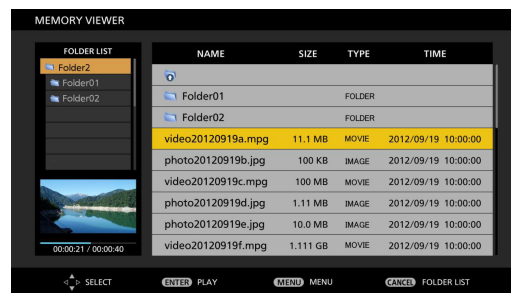 MEMORY VIEWER
FOLDER LIST
Folder2
Folder01
Folder02
00:00:21 / 00:00:40
NAME SIZE TYPE TIME
Folder01 FOLDER
Folder02 FOLDER
video20120919a.mpg 11.1 MB MOVIE 2012/09/19 10:00:00
photo20120919b.jpg 100 KB IMAGE 2012/09/19 10:00:00
video20120919c.mpg 100 MB MOVIE 2012/09/19 10:00:00
photo20120919d.jpg 1.11 MB IMAGE 2012/09/19 10:00:00
photo20120919e.jpg 10.0 MB IMAGE 2012/09/19 10:00:00
video20120919f.mpg 1.111 GB MOVIE 2012/09/19 10:00:00
SELECT ENTER PLAY MENU MENU CANCEL FOLDER LIST